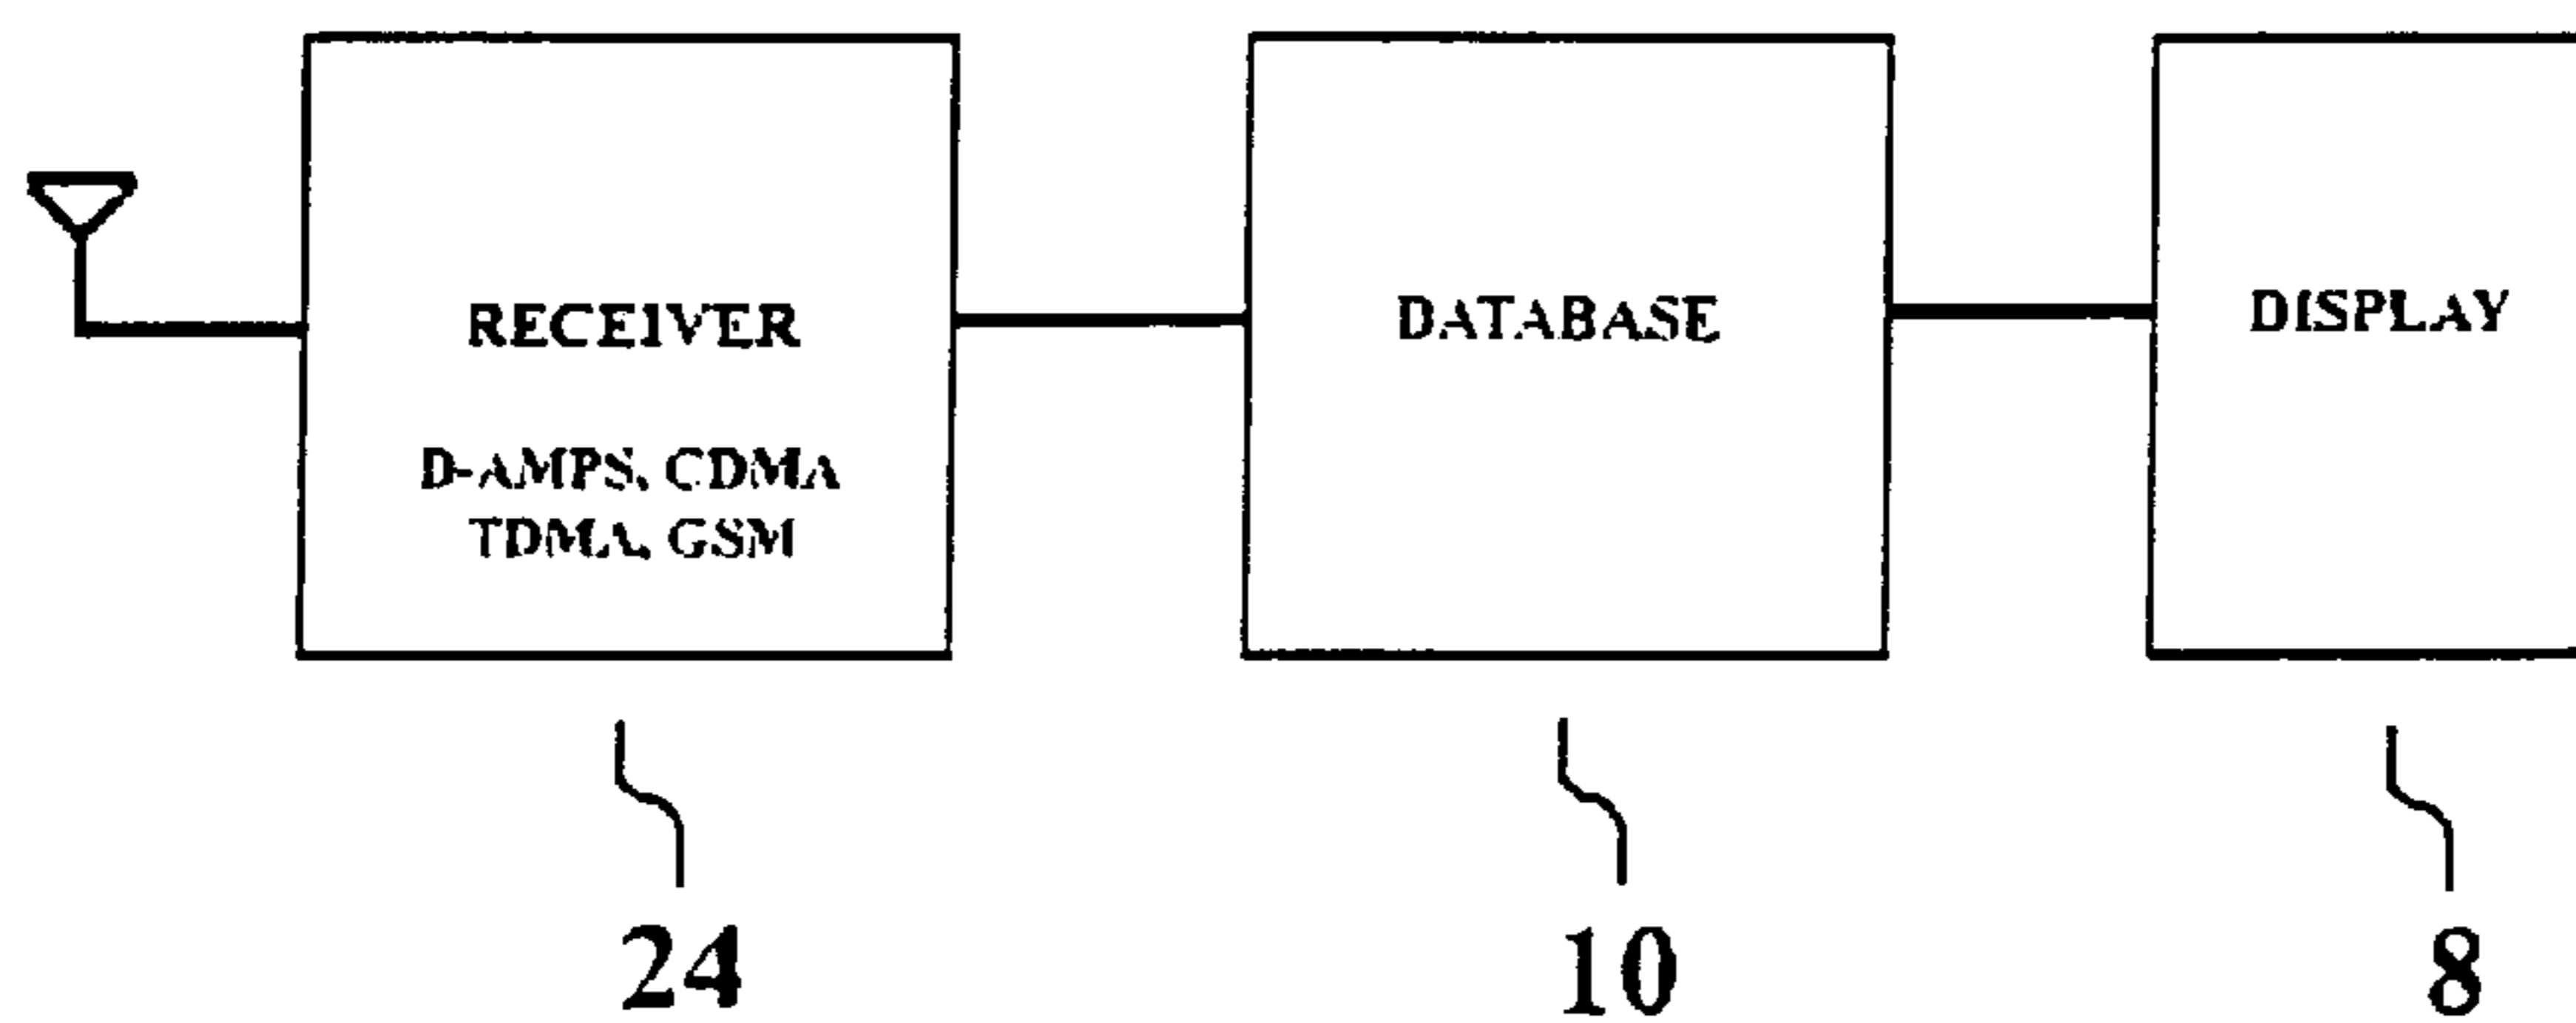 RECEIVER
D-AMPS, CDMA
TDMA, GSM
DATABASE
DISPLAY
24
10
8